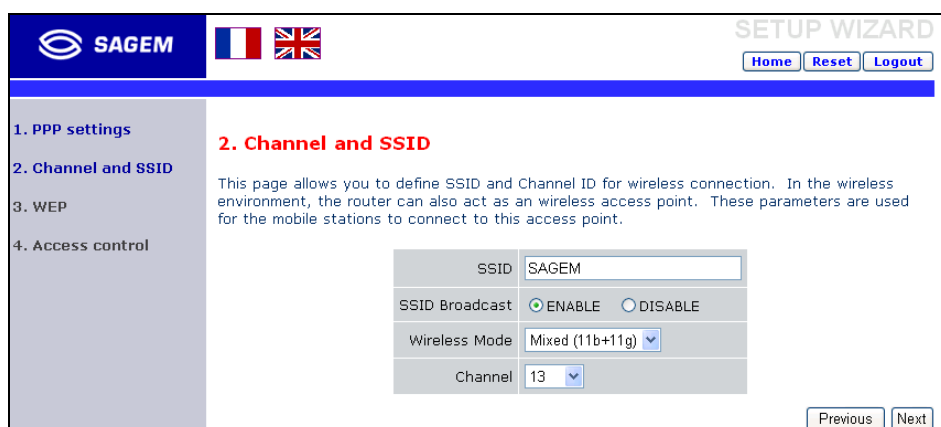 SAGEM
SETUP WIZARD
Home Reset Logout
1. PPP settings
2. Channel and SSID
3. WEP
4. Access control
2. Channel and SSID
This page allows you to define SSID and Channel ID for wireless connection. In the wireless
environment, the router can also act as an wireless access point. These parameters are used
for the mobile stations to connect to this access point.
SSID SAGEM
SSID Broadcast ENABLE DISABLE
Wireless Mode Mixed (11b+11g)
Channel 13
Previous Next